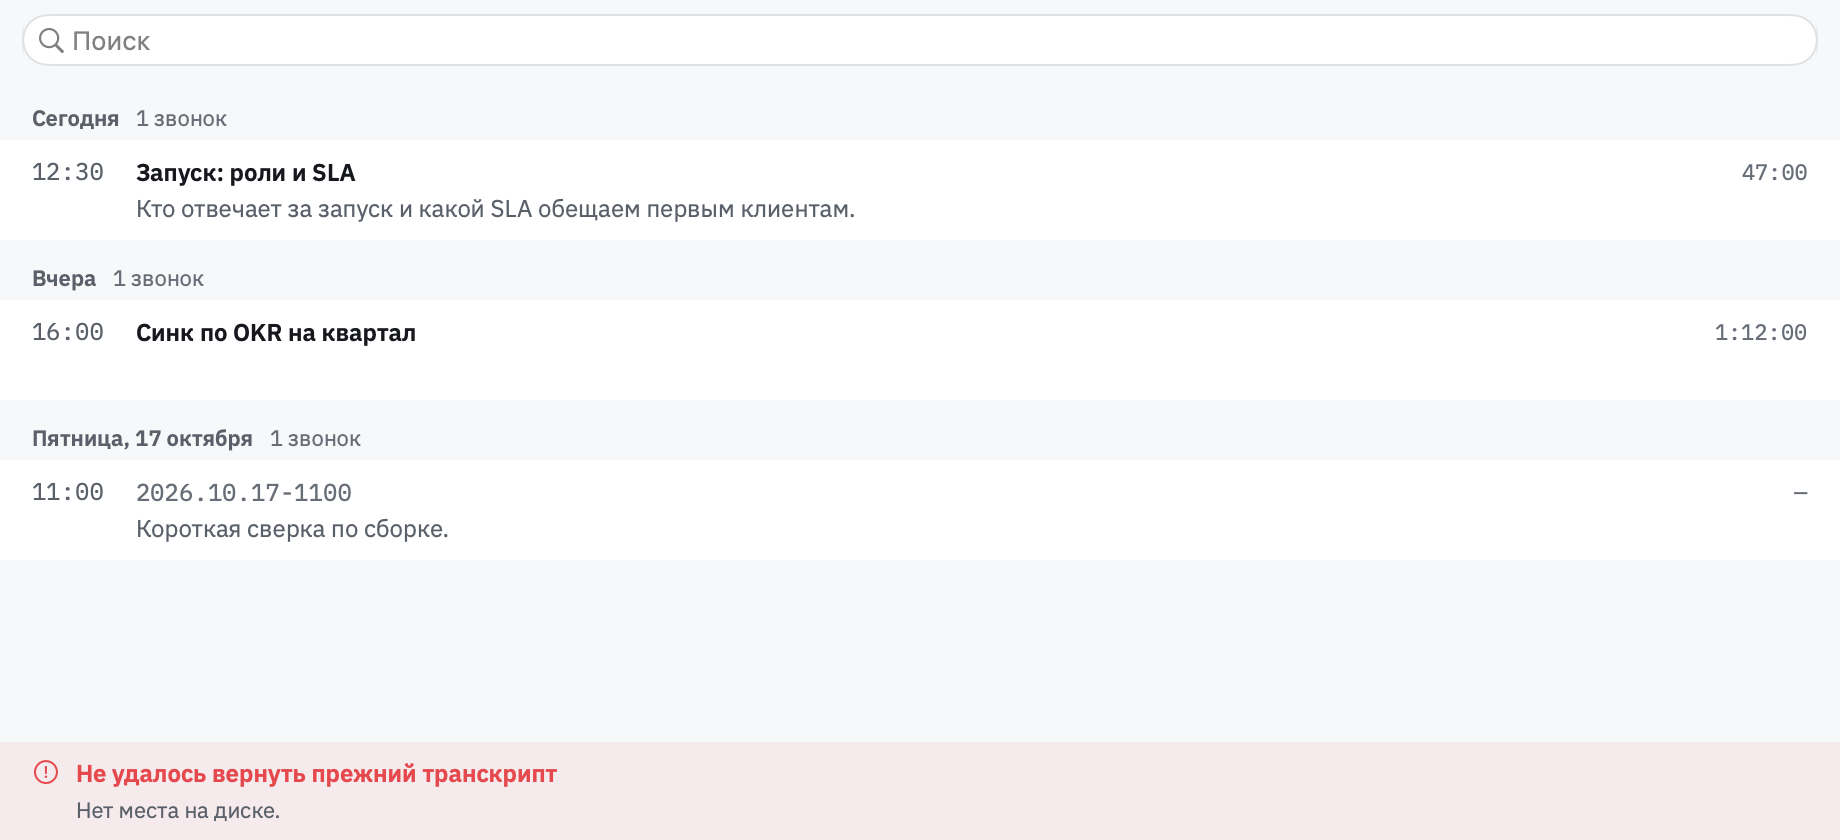 Поиск
Сегодня 1 звонок
12:30 Запуск: роли и SLA 47:00
Кто отвечает за запуск и какой SLA обещаем первым клиентам.
Вчера 1 звонок
16:00 Синк по OKR на квартал 1:12:00
Пятница, 17 октября 1 звонок
11:00 2026.10.17-1100 —
Короткая сверка по сборке.
Не удалось вернуть прежний транскрипт
Нет места на диске.